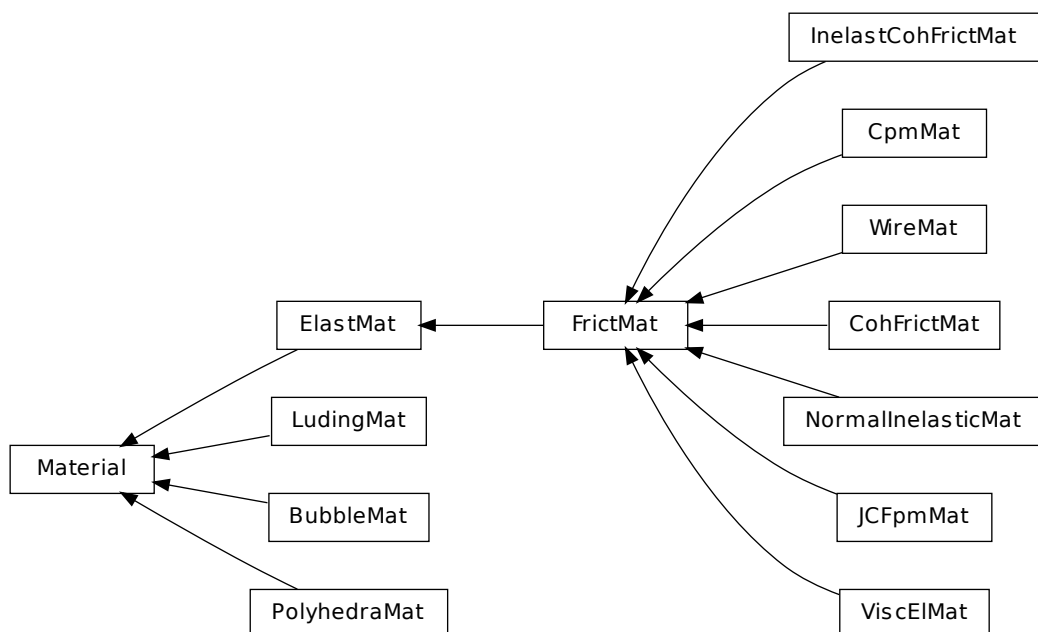 InelastCohFrictMat
CpmMat
WireMat
ElastMat
FrictMat
CohFrictMat
LudingMat
NormalInelasticMat
Material
BubbleMat
JCFpmMat
PolyhedraMat
ViscElMat